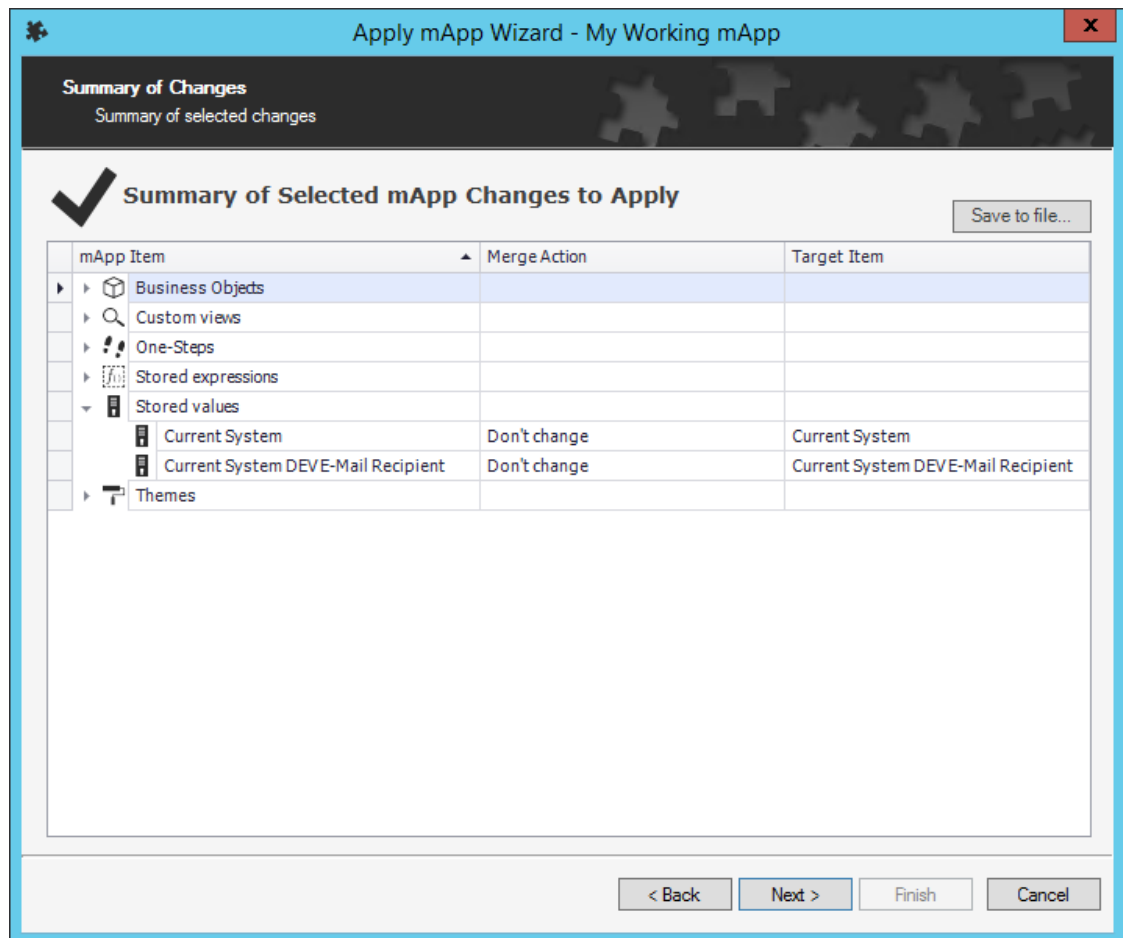 Apply mApp Wizard - My Working mApp
x
Summary of Changes
Summary of selected changes
Summary of Selected mApp Changes to Apply
Save to file...
mApp Item Merge Action Target Item
Business Objects
Custom views
One-Steps
f() Stored expressions
Stored values
Current System Don't change Current System
Current System DEV E-Mail Recipient Don't change Current System DEV E-Mail Recipient
Themes
< Back Next > Finish Cancel